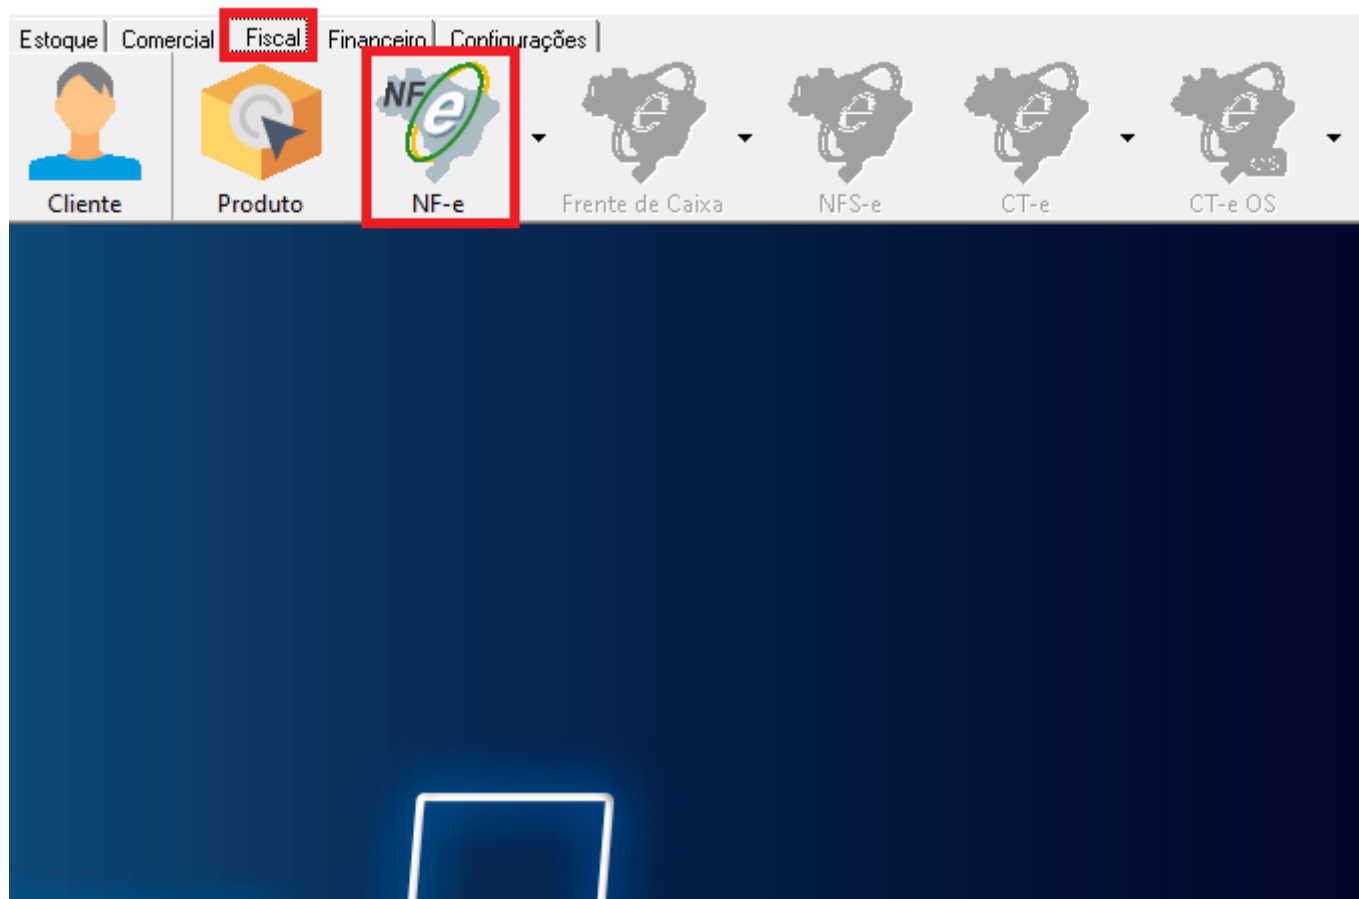 Estoque Comercial Fiscal Financeiro Configurações
NF e
Cliente Produto NF-e Frente de Caixa NFS-e CT-e CT-e OS